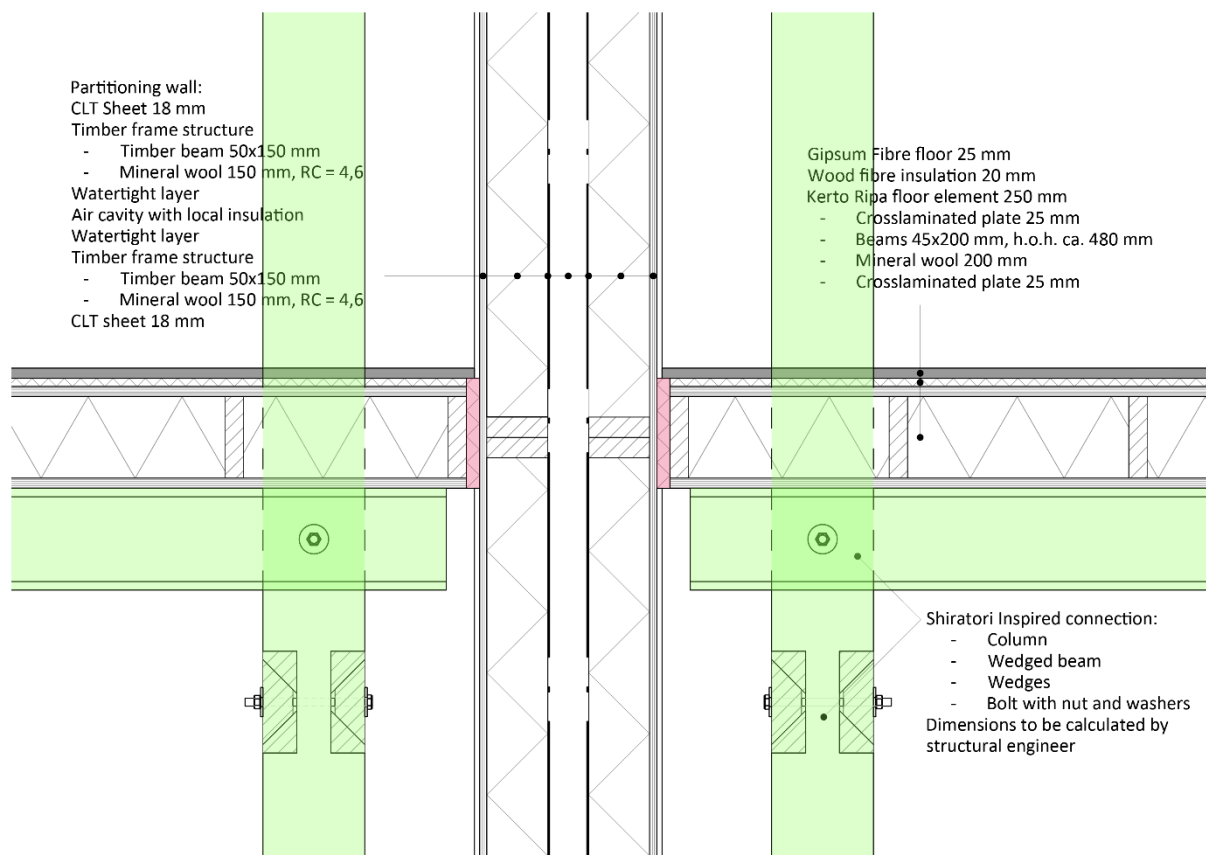 Partitioning wall:
CLT Sheet 18 mm
Timber frame structure
- Timber beam 50x150 mm
- Mineral wool 150 mm, RC = 4,6
Watertight layer
Air cavity with local insulation
Watertight layer
Timber frame structure
- Timber beam 50x150 mm
- Mineral wool 150 mm, RC = 4,6
CLT sheet 18 mm
Gipsum Fibre floor 25 mm
Wood fibre insulation 20 mm
Kerto Ripa floor element 250 mm
- Crosslaminated plate 25 mm
- Beams 45x200 mm, h.o.h. ca. 480 mm
- Mineral wool 200 mm
- Crosslaminated plate 25 mm
Shiratori Inspired connection:
- Column
- Wedged beam
- Wedges
- Bolt with nut and washers
Dimensions to be calculated by
structural engineer